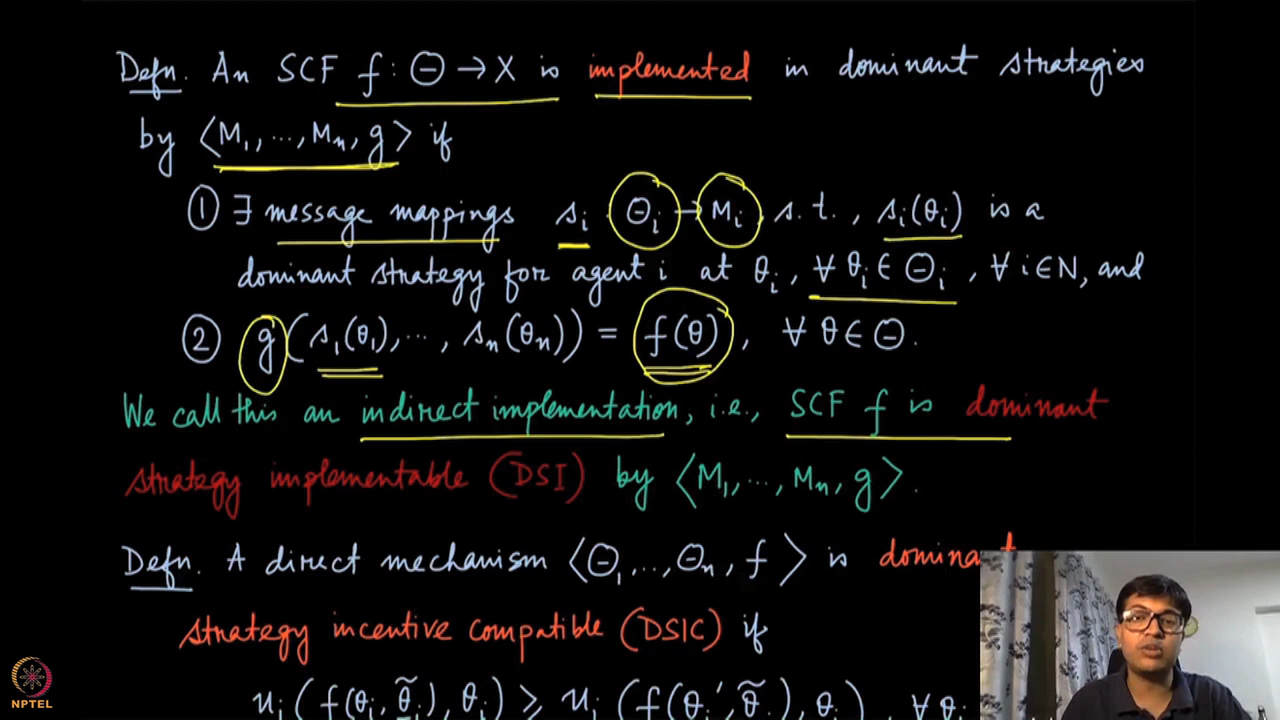 Defn. An SCF f: Θ → X is implemented in dominant strategies
by ⟨M₁, ..., Mₙ, g⟩ if
① ∃ message mappings sᵢ: Θᵢ → Mᵢ s.t., sᵢ(θᵢ) is a
dominant strategy for agent i at θᵢ, ∀ θᵢ ∈ Θᵢ, ∀ i ∈ N, and
② g(s₁(θ₁), ..., sₙ(θₙ)) = f(θ), ∀ θ ∈ Θ.
We call this an indirect implementation, i.e., SCF f is dominant
strategy implementable (DSI) by ⟨M₁, ..., Mₙ, g⟩.
Defn. A direct mechanism ⟨Θ₁, ..., Θₙ, f⟩ is
strategy incentive compatible (DSIC) if
uᵢ(f(θᵢ, θ̃
NPTEL